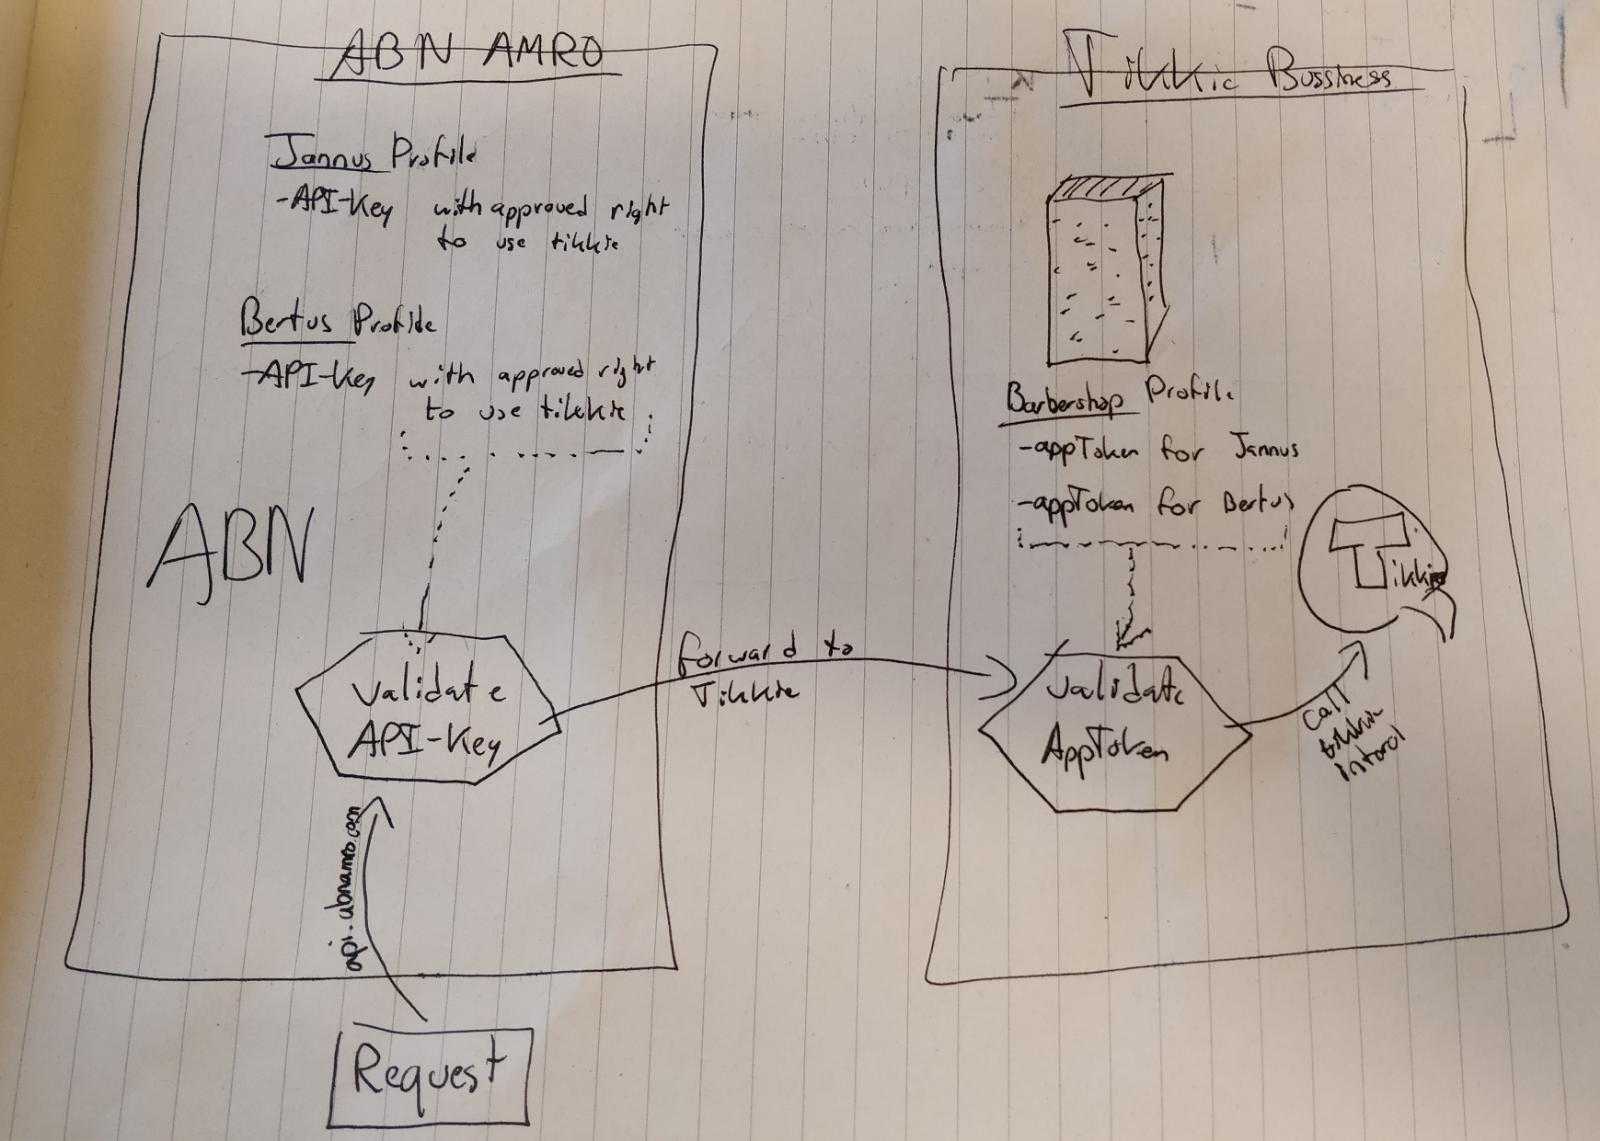 ABN AMRO
Jannus Profile
-API-Key with approved right
to use tikkie
Bertus Profile
-API-Key with approved right
to use tikkie
ABN
Validate
API-Key
api.abnamro.com
Request
forward to
Tikkie
Tikkie Bussiness
Barbershop Profile
-appToken for Jannus
-appToken for Bertus
Validate
AppToken
Call
tikkie
Tikkie